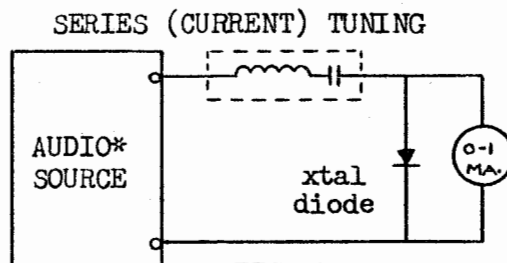 SERIES (CURRENT) TUNING
AUDIO*
SOURCE
xtal
diode
0-1
MA.